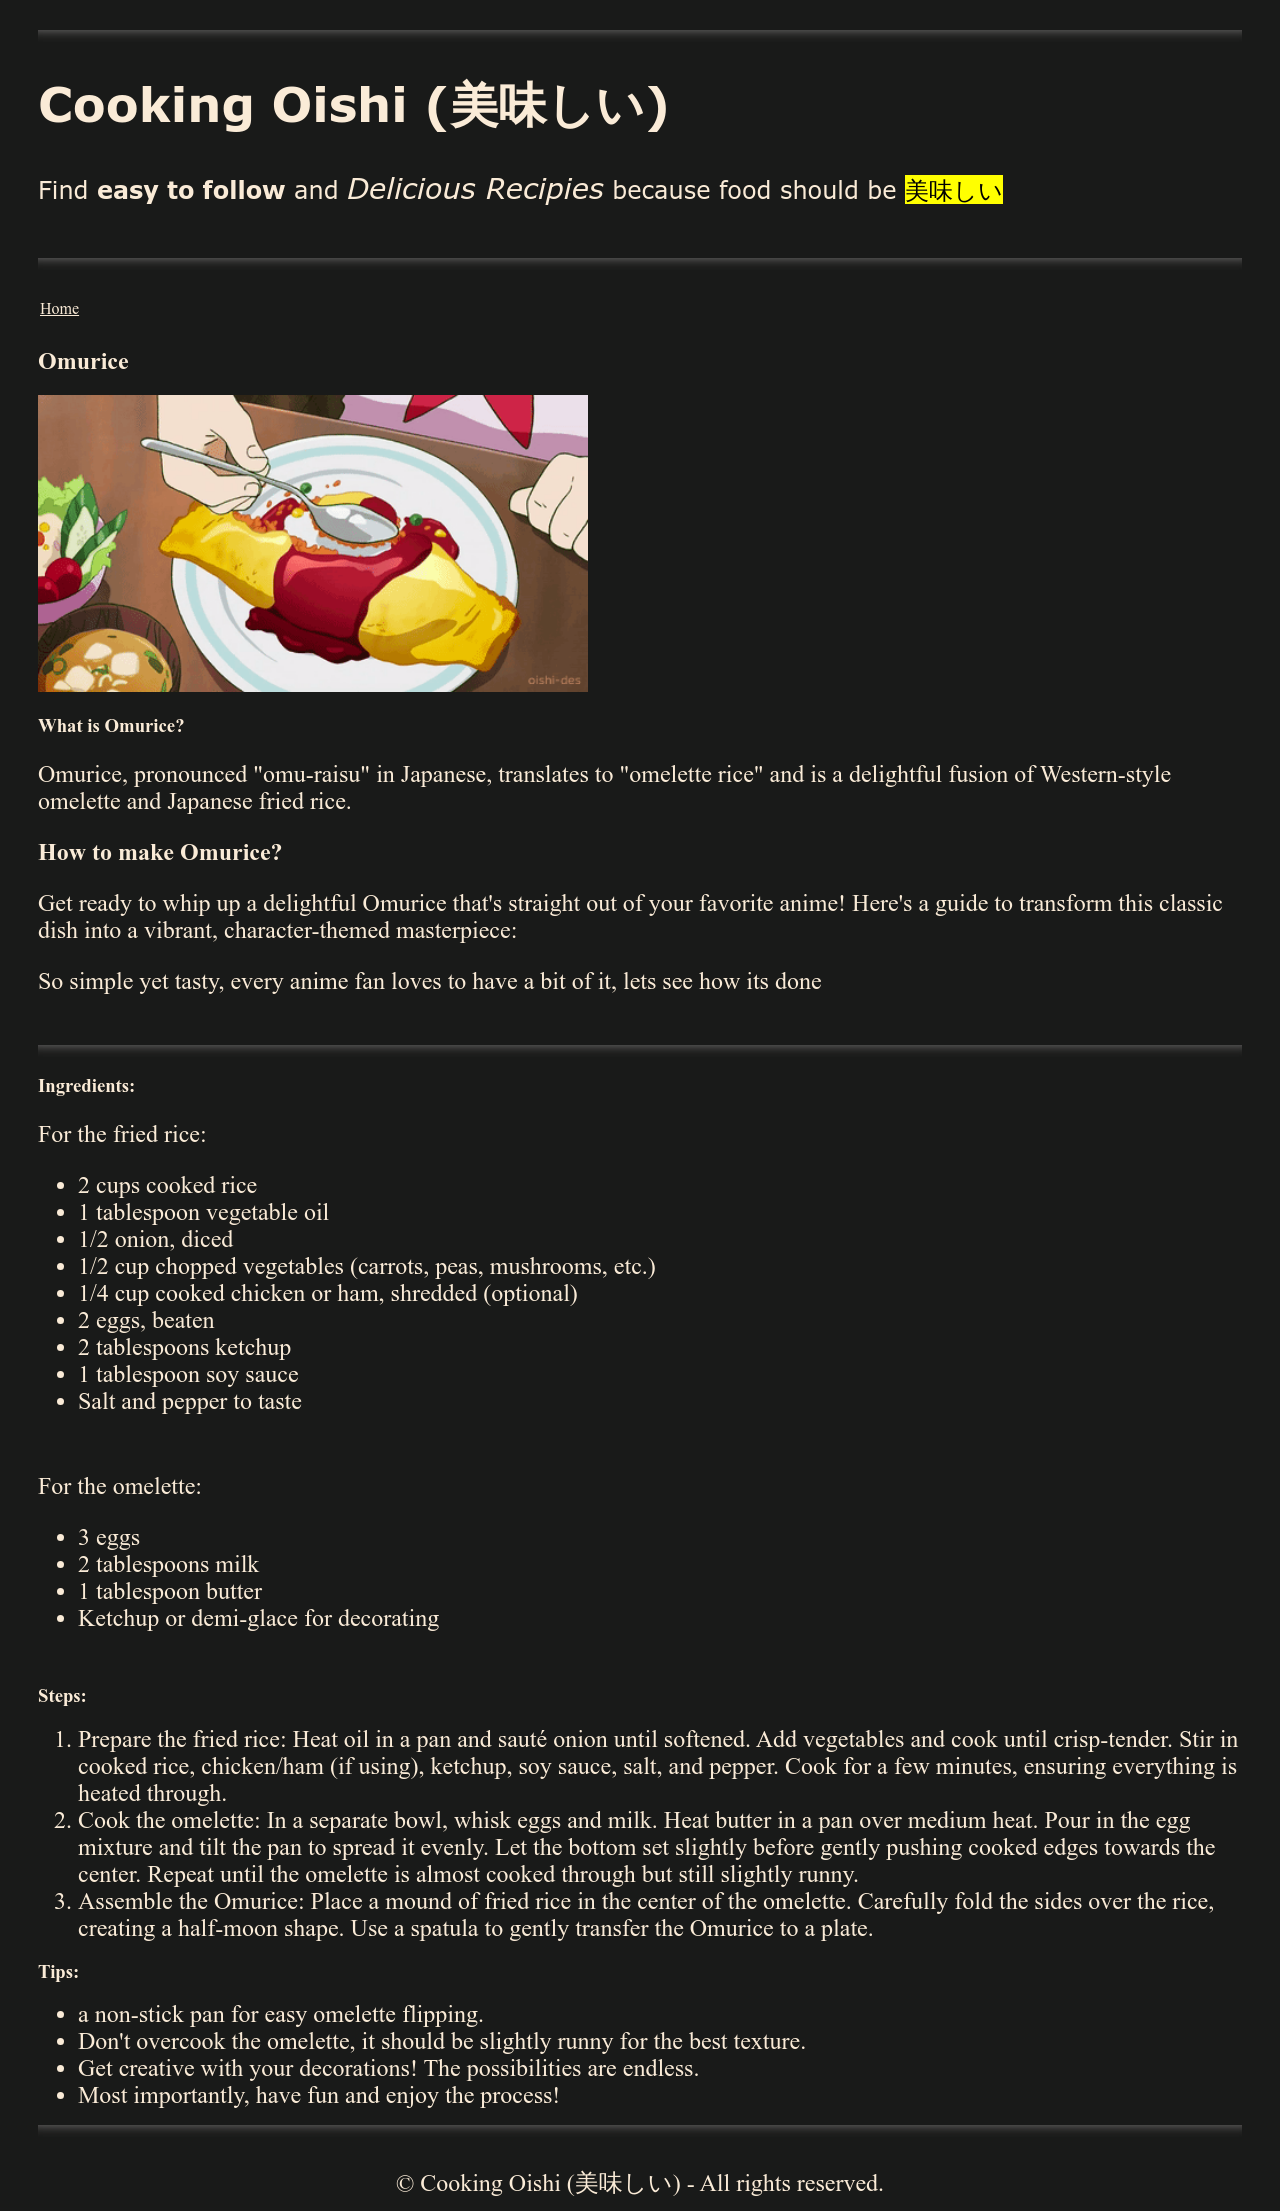 Cooking Oishi (美味しい)
Find easy to follow and Delicious Recipies because food should be 美味しい
Home
Omurice
oishi-des
What is Omurice?
Omurice, pronounced "omu-raisu" in Japanese, translates to "omelette rice" and is a delightful fusion of Western-style
omelette and Japanese fried rice.
How to make Omurice?
Get ready to whip up a delightful Omurice that's straight out of your favorite anime! Here's a guide to transform this classic
dish into a vibrant, character-themed masterpiece:
So simple yet tasty, every anime fan loves to have a bit of it, lets see how its done
Ingredients:
For the fried rice:
• 2 cups cooked rice
• 1 tablespoon vegetable oil
• 1/2 onion, diced
• 1/2 cup chopped vegetables (carrots, peas, mushrooms, etc.)
• 1/4 cup cooked chicken or ham, shredded (optional)
• 2 eggs, beaten
• 2 tablespoons ketchup
• 1 tablespoon soy sauce
• Salt and pepper to taste
For the omelette:
• 3 eggs
• 2 tablespoons milk
• 1 tablespoon butter
• Ketchup or demi-glace for decorating
Steps:
1. Prepare the fried rice: Heat oil in a pan and sauté onion until softened. Add vegetables and cook until crisp-tender. Stir in
cooked rice, chicken/ham (if using), ketchup, soy sauce, salt, and pepper. Cook for a few minutes, ensuring everything is
heated through.
2. Cook the omelette: In a separate bowl, whisk eggs and milk. Heat butter in a pan over medium heat. Pour in the egg
mixture and tilt the pan to spread it evenly. Let the bottom set slightly before gently pushing cooked edges towards the
center. Repeat until the omelette is almost cooked through but still slightly runny.
3. Assemble the Omurice: Place a mound of fried rice in the center of the omelette. Carefully fold the sides over the rice,
creating a half-moon shape. Use a spatula to gently transfer the Omurice to a plate.
Tips:
• a non-stick pan for easy omelette flipping.
• Don't overcook the omelette, it should be slightly runny for the best texture.
• Get creative with your decorations! The possibilities are endless.
• Most importantly, have fun and enjoy the process!
© Cooking Oishi (美味しい) - All rights reserved.